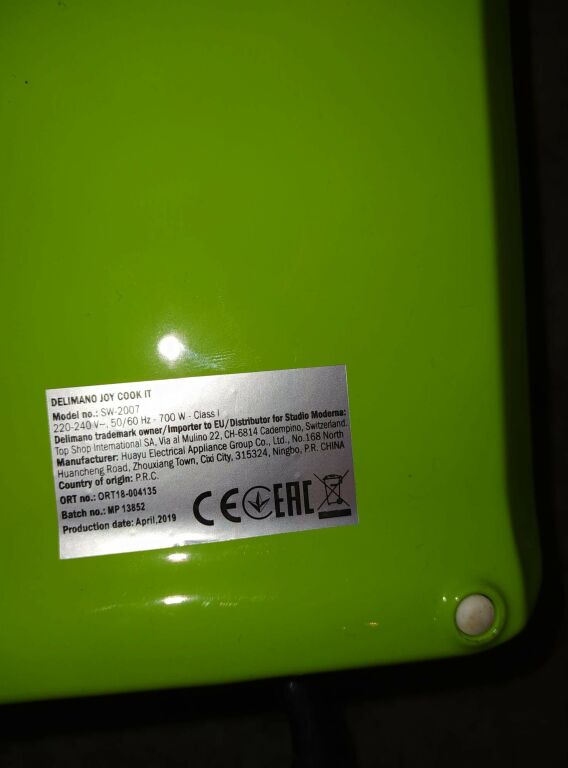 DELIMANO JOY COOK IT
Model no.: SW-2007
220-240 V~, 50/60 Hz - 700 W - Class I
Delimano trademark owner/Importer to EU/Distributor for Studio Moderna:
Top Shop International SA, Via al Mulino 22, CH-6814 Cadempino, Switzerland.
Manufacturer: Huayu Electrical Appliance Group Co., Ltd., No.168 North
Huancheng Road, Zhouxiang Town, Cixi City, 315324, Ningbo, P.R. CHINA
Country of origin: P.R.C.
ORT no.: ORT18-004135
Batch no.: MP 13852
Production date: April,2019
CE EAC